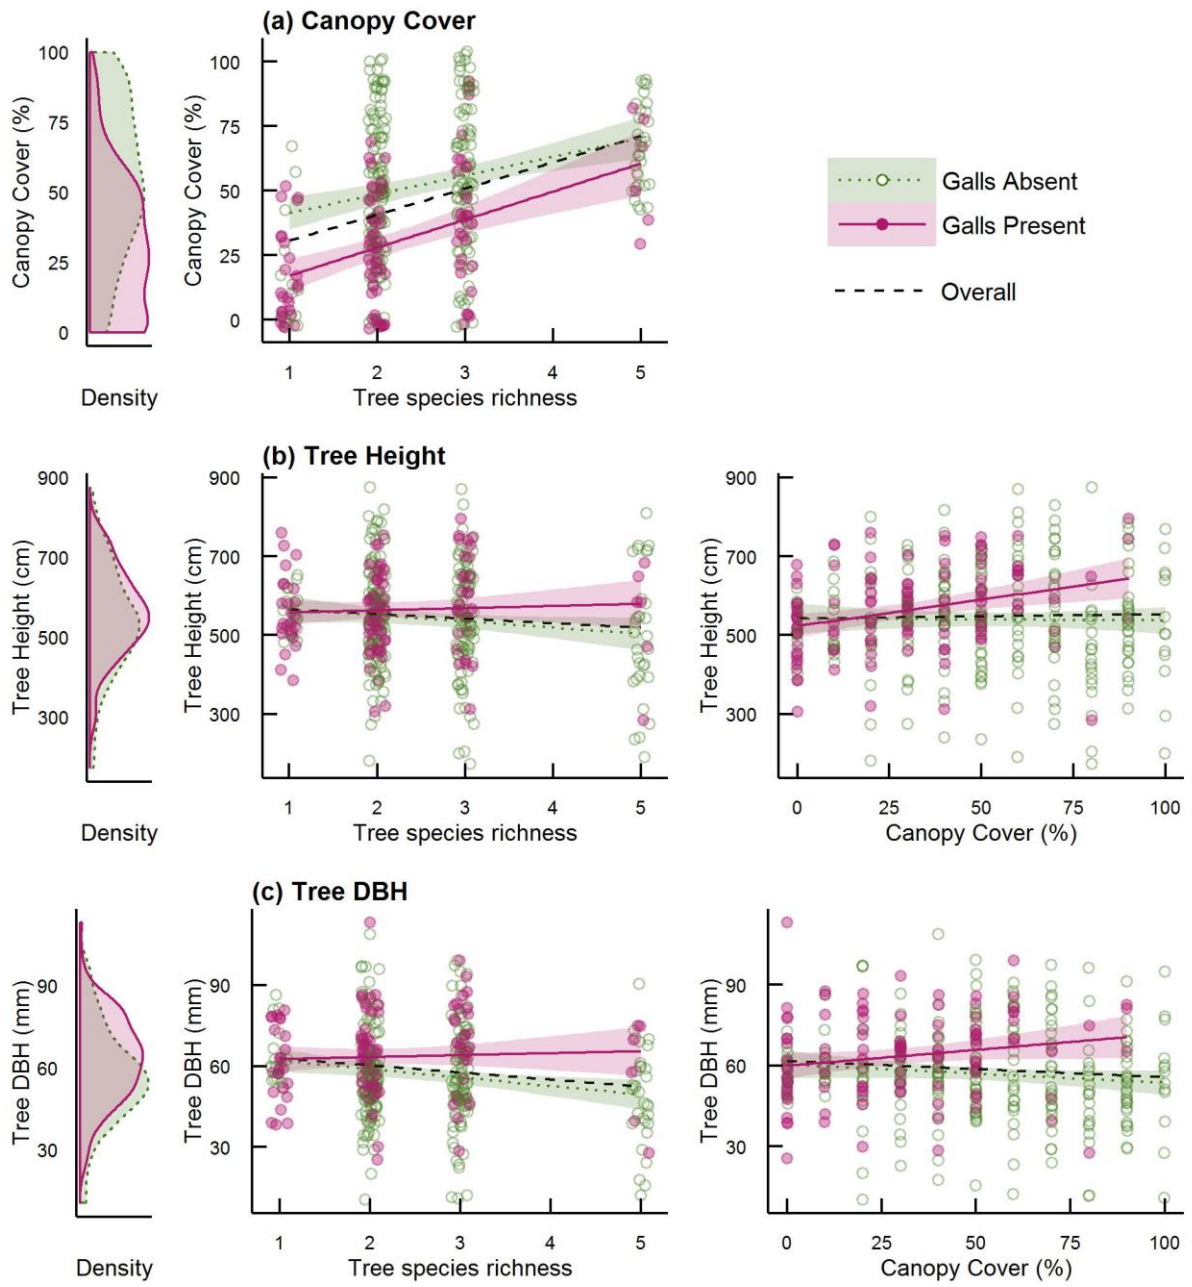 (a) Canopy Cover
Canopy Cover (%)
100
75
50
25
0
Density
Canopy Cover (%)
100
75
50
25
0
1 2 3 4 5
Tree species richness
Galls Absent
Galls Present
Overall
(b) Tree Height
Tree Height (cm)
900
700
500
300
Density
Tree Height (cm)
900
700
500
300
1 2 3 4 5
Tree species richness
Tree Height (cm)
900
700
500
300
0 25 50 75 100
Canopy Cover (%)
(c) Tree DBH
Tree DBH (mm)
90
60
30
Density
Tree DBH (mm)
90
60
30
1 2 3 4 5
Tree species richness
Tree DBH (mm)
90
60
30
0 25 50 75 100
Canopy Cover (%)